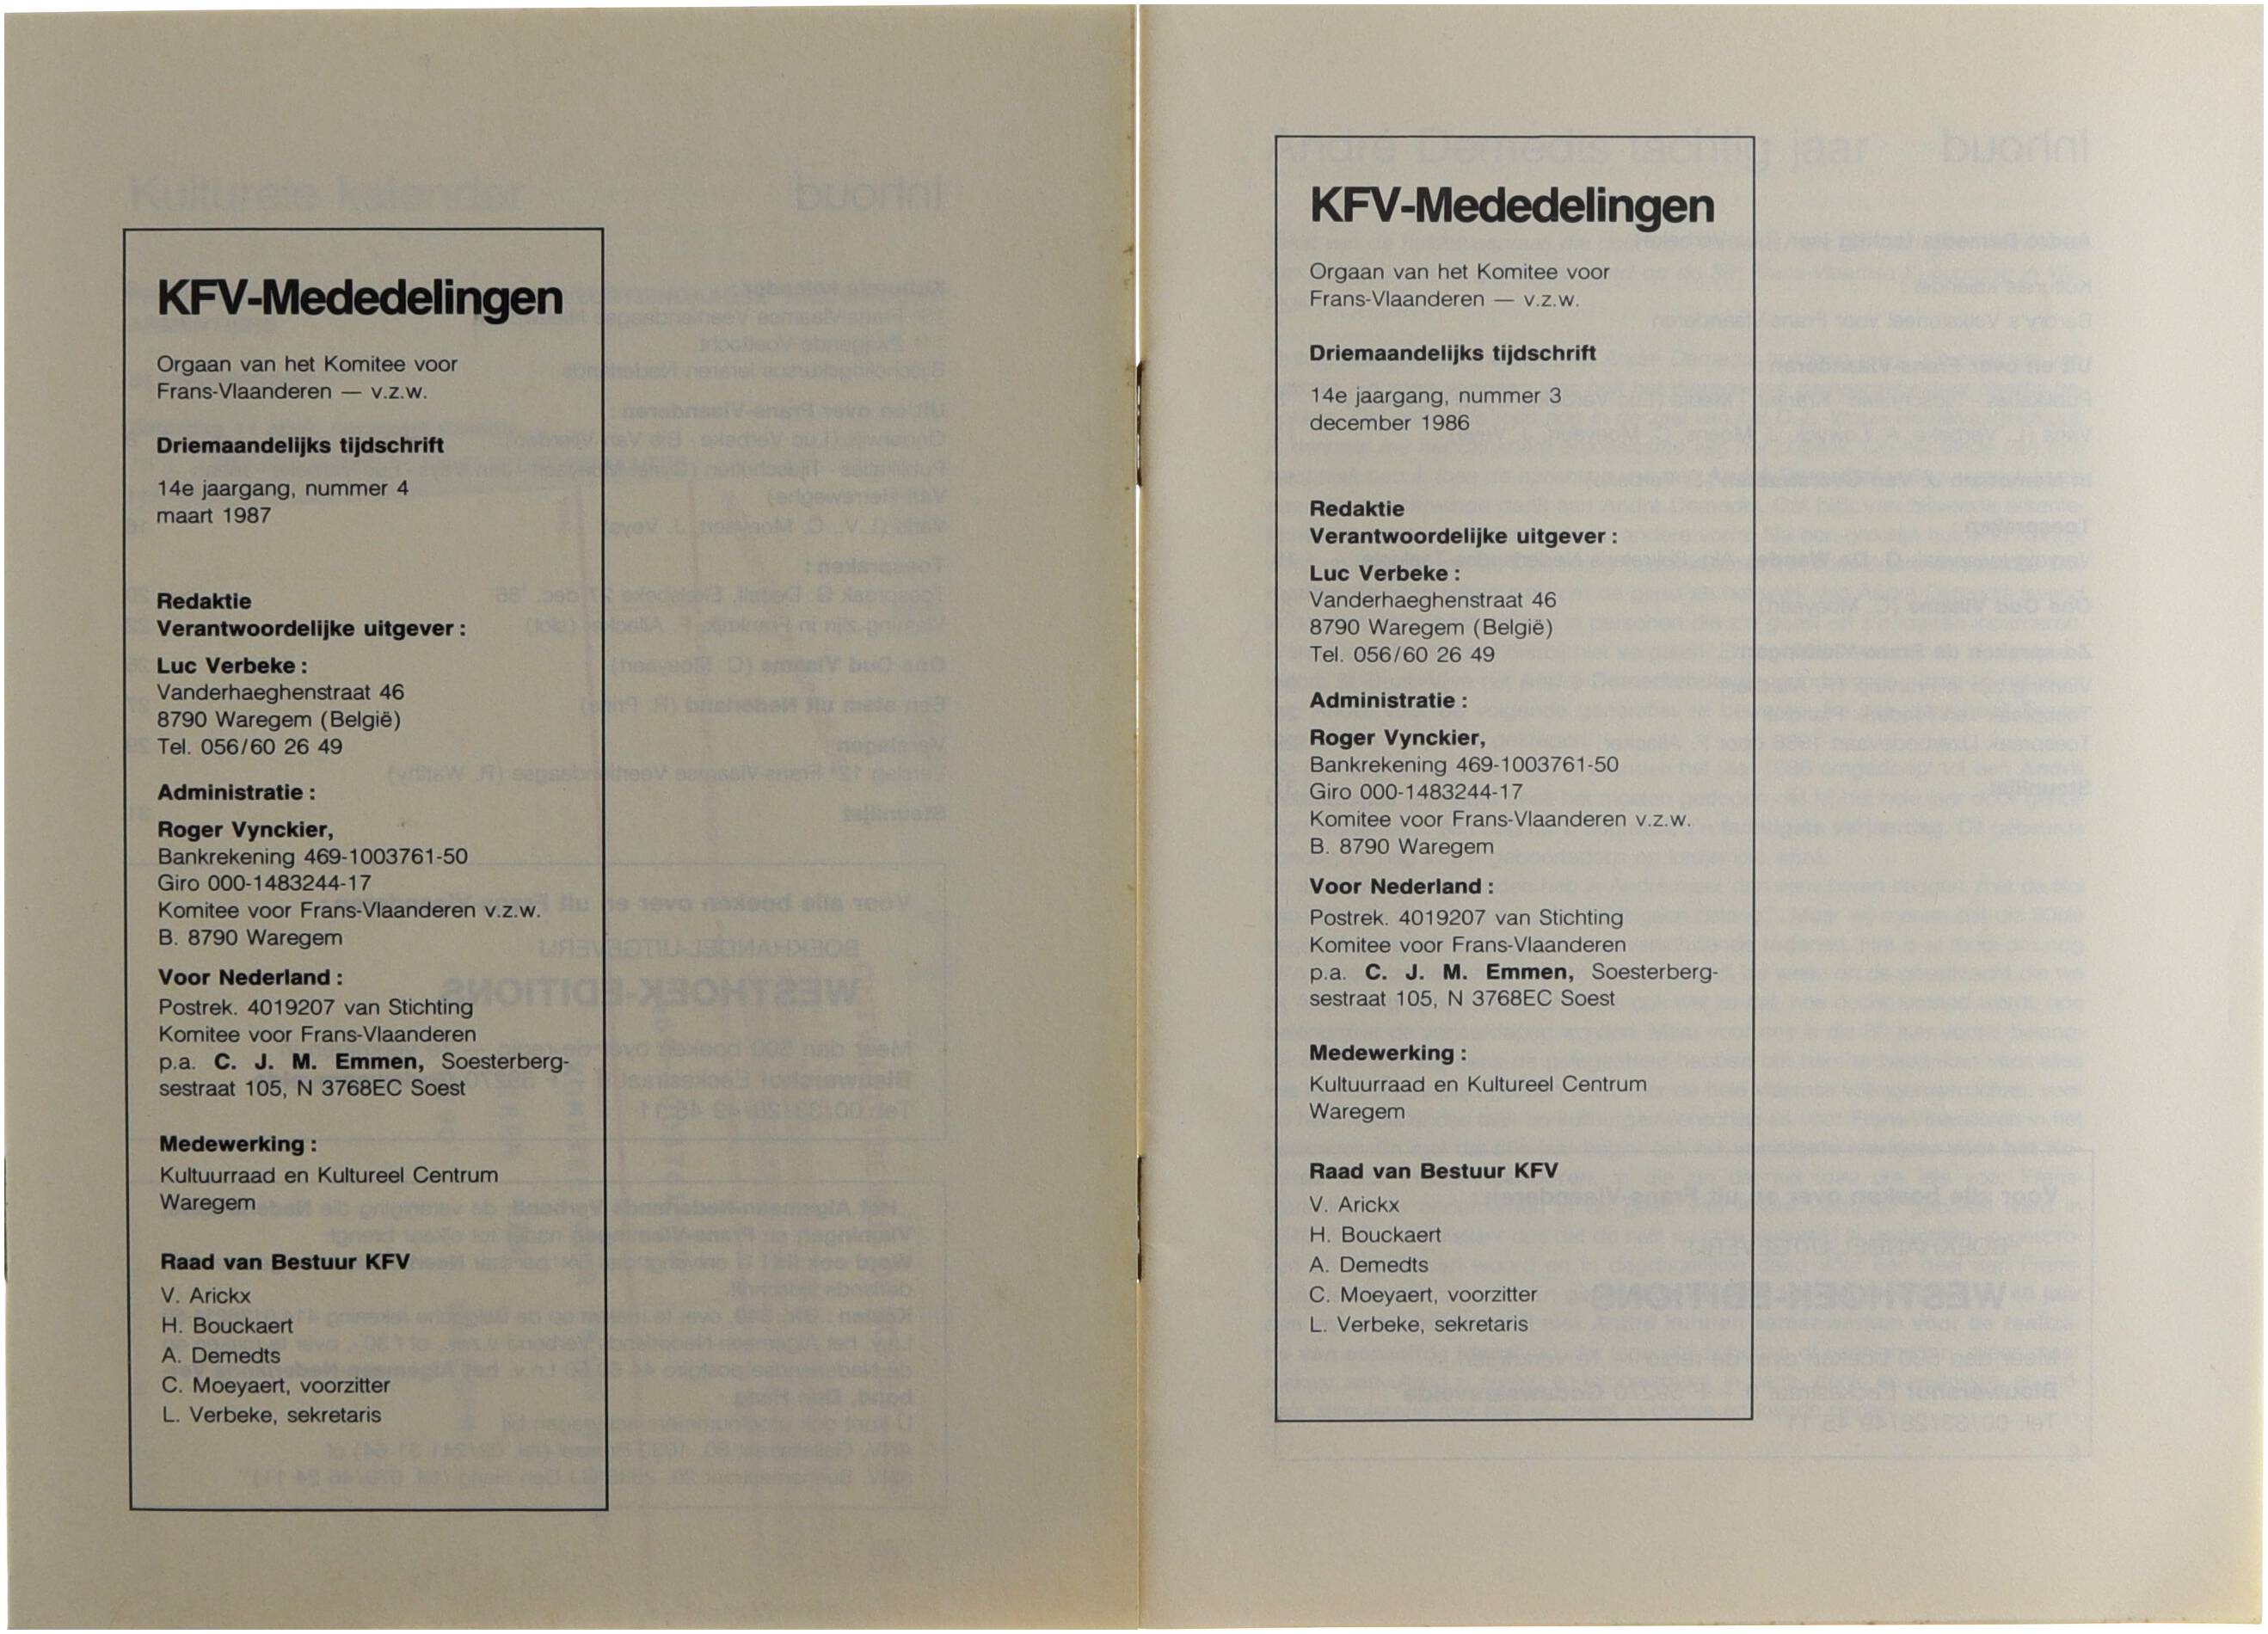 KFV-Mededelingen
Orgaan van het Komitee voor
Frans-Vlaanderen — v.z.w.
Driemaandelijks tijdschrift
14e jaargang, nummer 4
maart 1987
Redaktie
Verantwoordelijke uitgever :
Luc Verbeke :
Vanderhaeghenstraat 46
8790 Waregem (België)
Tel. 056/60 26 49
Administratie :
Roger Vynckier,
Bankrekening 469-1003761-50
Giro 000-1483244-17
Komitee voor Frans-Vlaanderen v.z.w.
B. 8790 Waregem
Voor Nederland :
Postrek. 4019207 van Stichting
Komitee voor Frans-Vlaanderen
p.a. C. J. M. Emmen, Soesterberg-
sestraat 105, N 3768EC Soest
Medewerking :
Kultuurraad en Kultureel Centrum
Waregem
Raad van Bestuur KFV
V. Arickx
H. Bouckaert
A. Demedts
C. Moeyaert, voorzitter
L. Verbeke, sekretaris
KFV-Mededelingen
Orgaan van het Komitee voor
Frans-Vlaanderen — v.z.w.
Driemaandelijks tijdschrift
14e jaargang, nummer 3
december 1986
Redaktie
Verantwoordelijke uitgever :
Luc Verbeke :
Vanderhaeghenstraat 46
8790 Waregem (België)
Tel. 056/60 26 49
Administratie :
Roger Vynckier,
Bankrekening 469-1003761-50
Giro 000-1483244-17
Komitee voor Frans-Vlaanderen v.z.w.
B. 8790 Waregem
Voor Nederland :
Postrek. 4019207 van Stichting
Komitee voor Frans-Vlaanderen
p.a. C. J. M. Emmen, Soesterberg-
sestraat 105, N 3768EC Soest
Medewerking :
Kultuurraad en Kultureel Centrum
Waregem
Raad van Bestuur KFV
V. Arickx
H. Bouckaert
A. Demedts
C. Moeyaert, voorzitter
L. Verbeke, sekretaris